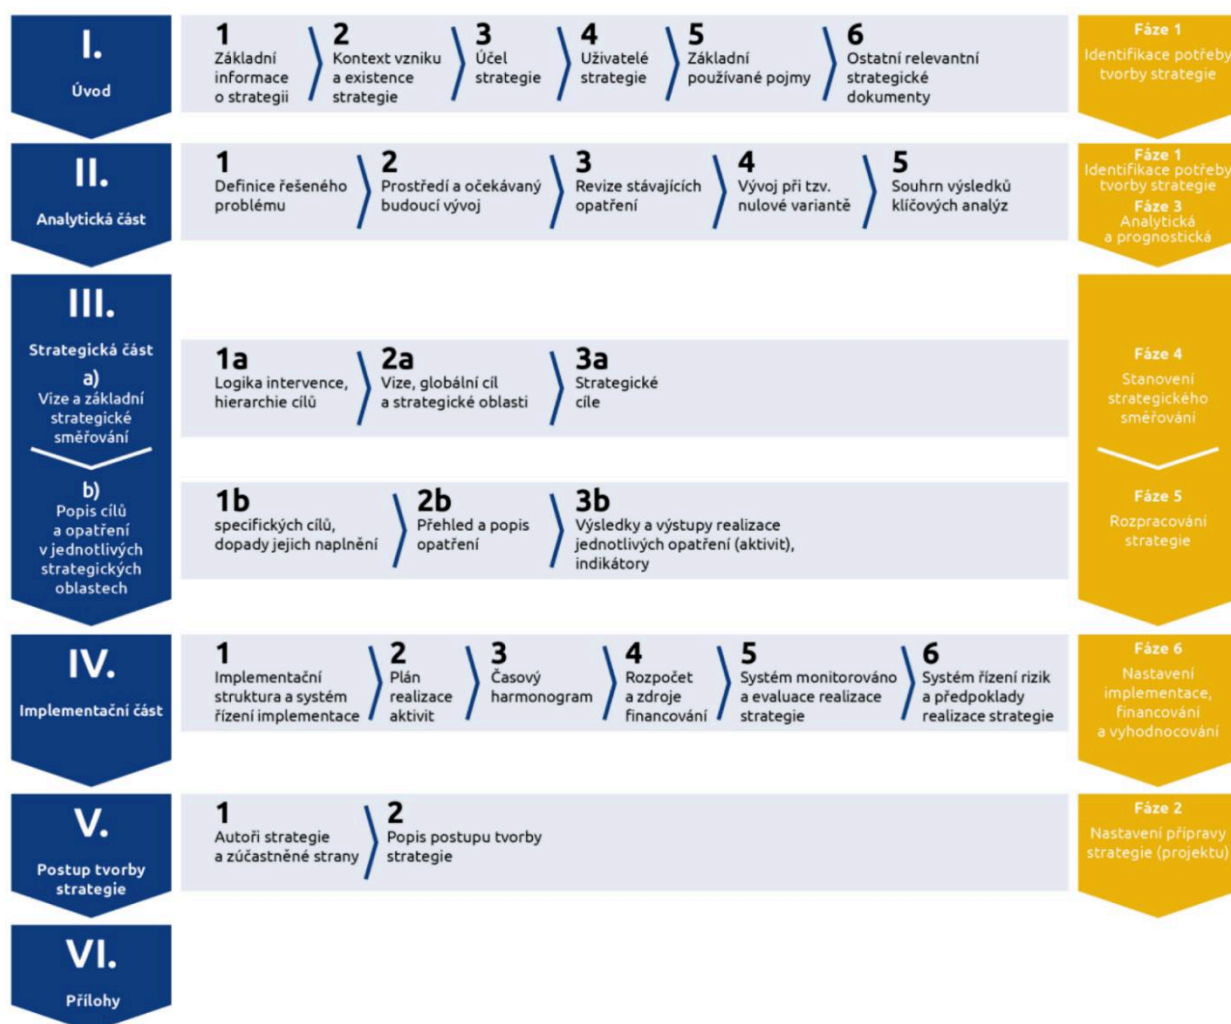 I.
Úvod
1
Základní
informace
o strategii
2
Kontext vzniku
a existence
strategie
3
Účel
strategie
4
Uživatelé
strategie
5
Základní
používané pojmy
6
Ostatní relevantní
strategické
dokumenty
Fáze 1
Identifikace potřeby
tvorby strategie
II.
Analytická část
1
Definice řešeného
problému
2
Prostředí a očekávaný
budoucí vývoj
3
Revize stávajících
opatření
4
Vývoj při tzv.
nulové variantě
5
Souhrn výsledků
klíčových analýz
Fáze 1
Identifikace potřeby
tvorby strategie
Fáze 3
Analytická
a prognostická
III.
Strategická část
a)
Vize a základní
strategické
směřování
1a
Logika intervence,
hierarchie cílů
2a
Vize, globální cíl
a strategické oblasti
3a
Strategické
cíle
Fáze 4
Stanovení
strategického
směřování
b)
Popis cílů
a opatření
v jednotlivých
strategických
oblastech
1b
specifických cílů,
dopady jejich naplnění
2b
Přehled a popis
opatření
3b
Výsledky a výstupy realizace
jednotlivých opatření (aktivit),
indikátory
Fáze 5
Rozpracování
strategie
IV.
Implementační část
1
Implementační
struktura a systém
řízení implementace
2
Plán
realizace
aktivit
3
Časový
harmonogram
4
Rozpočet
a zdroje
financování
5
Systém monitorováno
a evaluace realizace
strategie
6
Systém řízení rizik
a předpoklady
realizace strategie
Fáze 6
Nastavení
implementace,
financování
a vyhodnocování
V.
Postup tvorby
strategie
1
Autoři strategie
a zúčastněné strany
2
Popis postupu tvorby
strategie
Fáze 2
Nastavení přípravy
strategie (projektu)
VI.
Přílohy